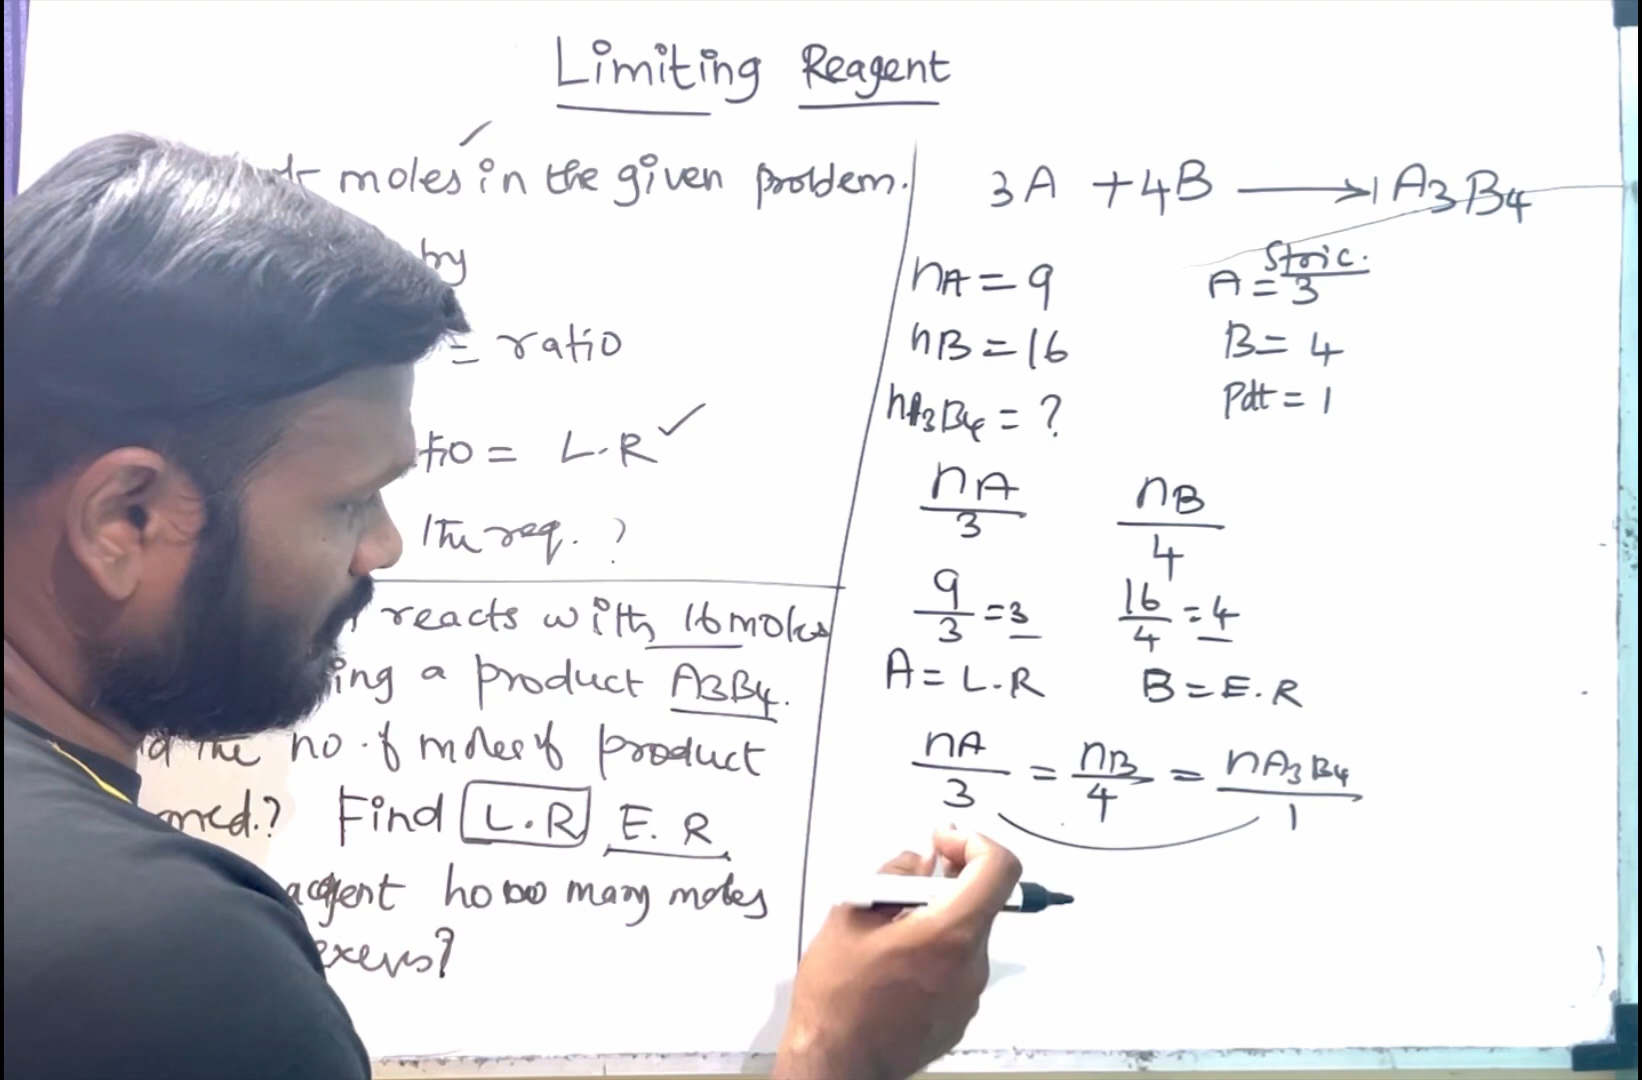 Limiting Reagent
moles in the given problem.
by
= ratio
tio = L.R ✓
the req. ?
reacts with 16 moles
ing a product A3B4.
the no. of moles of product
med.? Find L.R E. R
agent how many moles
exers?
3A + 4B ⟶ 1 A3B4
nA = 9
Stoic.
A = 3
nB = 16
B = 4
nA3B4 = ?
Pdt = 1
nA/3 nB/4
9/3 = 3 16/4 = 4
A = L.R B = E.R
nA/3 = nB/4 = nA3B4/1